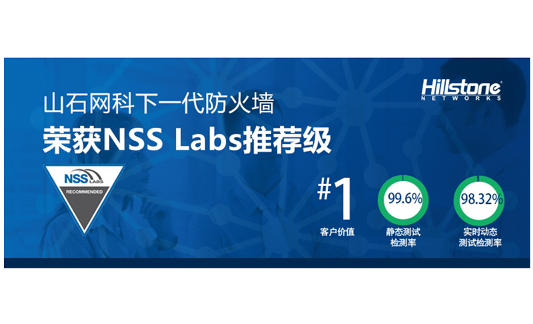 Hillstone
NETWORKS
山石网科下一代防火墙
荣获NSS Labs推荐级
NSS LABS
RECOMMENDED
#1
客户价值
99.6%
静态测试
检测率
98.32%
实时动态
测试检测率